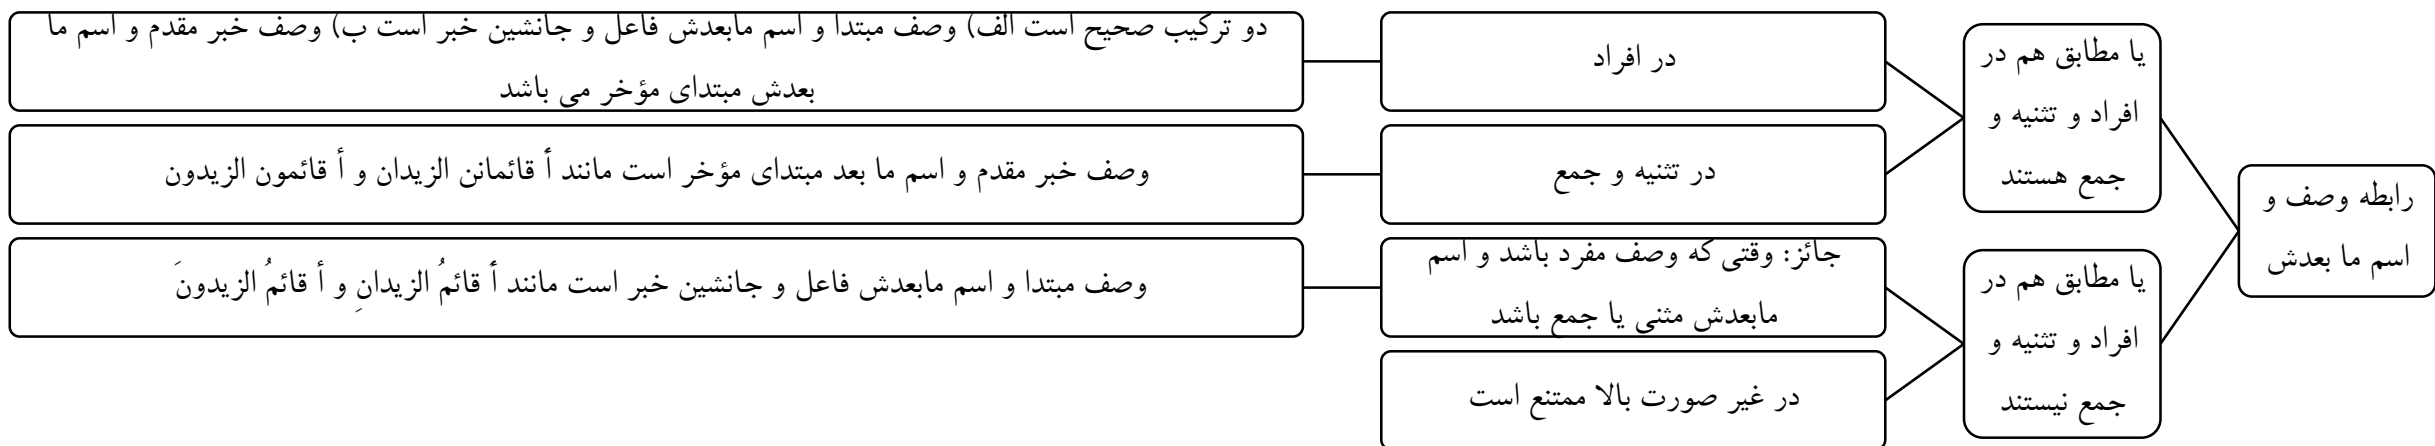 رابطه وصف و
اسم ما بعدش
یا مطابق هم در
افراد و تثنیه و
جمع هستند
در افراد
دو ترکیب صحیح است الف) وصف مبتدا و اسم مابعدش فاعل و جانشین خبر است ب) وصف خبر مقدم و اسم ما
بعدش مبتدای مؤخر می باشد
در تثنیه و جمع
وصف خبر مقدم و اسم ما بعد مبتدای مؤخر است مانند أ قائمانن الزیدان و أ قائمون الزیدون
یا مطابق هم در
افراد و تثنیه و
جمع نیستند
جائز: وقتی که وصف مفرد باشد و اسم
مابعدش مثنی یا جمع باشد
وصف مبتدا و اسم مابعدش فاعل و جانشین خبر است مانند أ قائمُ الزیدانِ و أ قائمُ الزیدونَ
در غیر صورت بالا ممتنع است